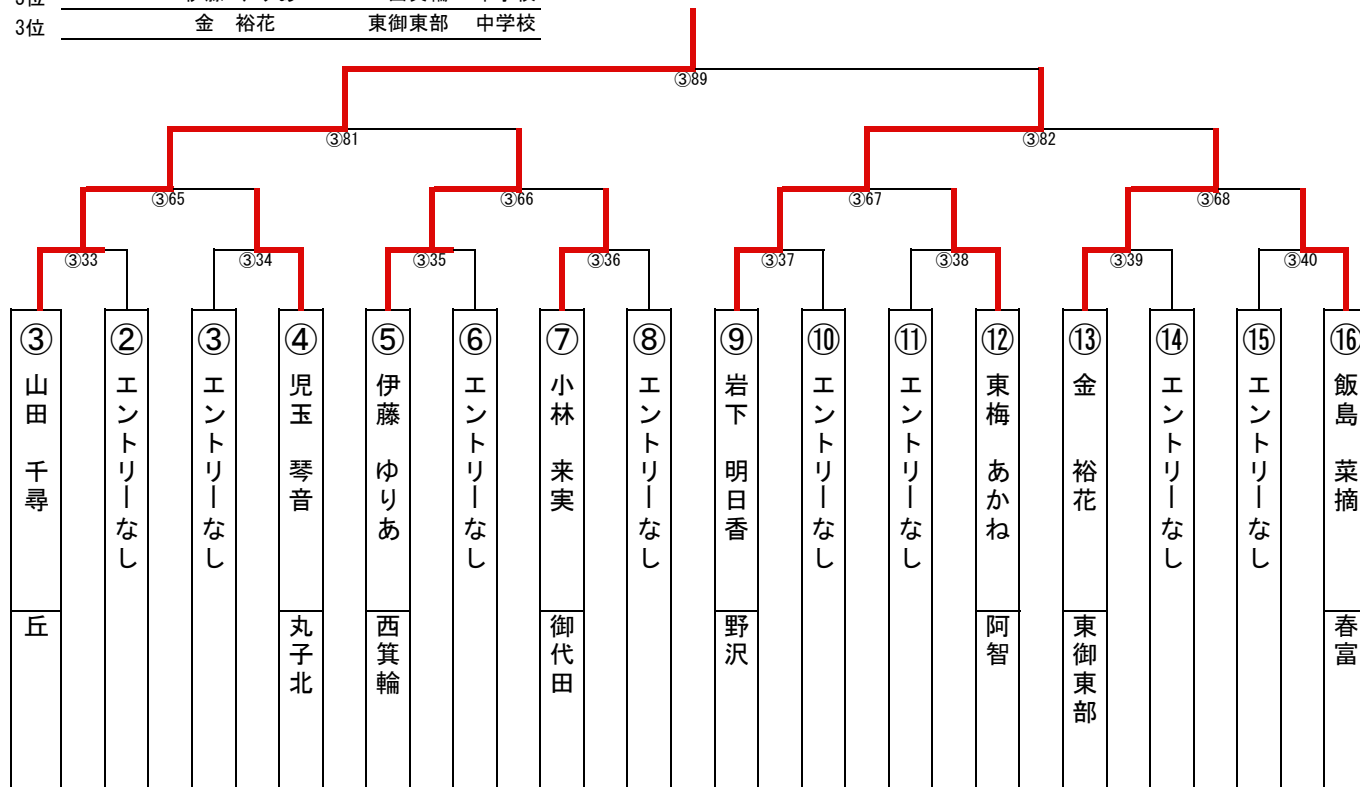 3位
3位 金 裕花 東御東部 中学校
③89
③81
③82
③65
③66
③67
③68
③33
③34
③35
③36
③37
③38
③39
③40
③ 山田 千尋 丘
② エントリーなし
③ エントリーなし
④ 児玉 琴音 丸子北
⑤ 伊藤 ゆりあ 西箕輪
⑥ エントリーなし
⑦ 小林 来実 御代田
⑧ エントリーなし
⑨ 岩下 明日香 野沢
⑩ エントリーなし
⑪ エントリーなし
⑫ 東梅 あかね 阿智
⑬ 金 裕花 東御東部
⑭ エントリーなし
⑮ エントリーなし
⑯ 飯島 菜摘 春富